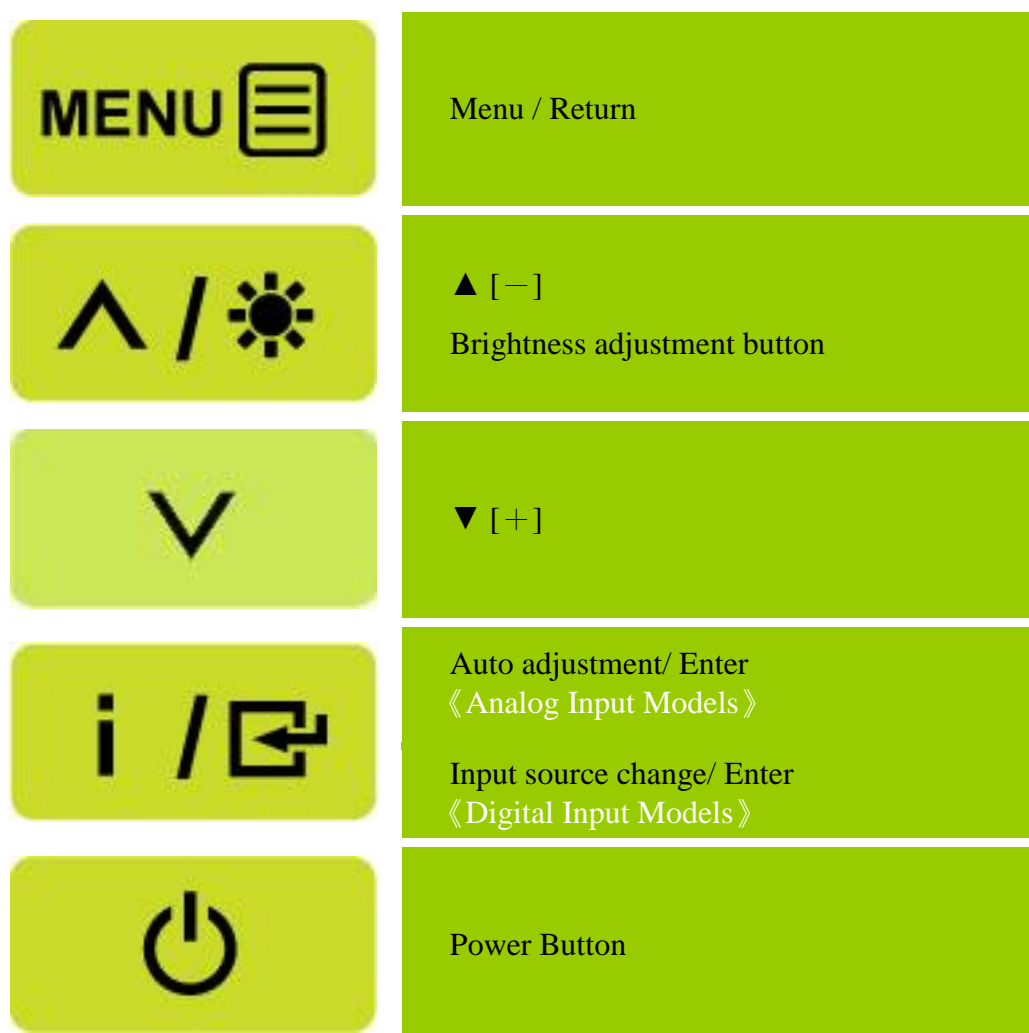 MENU
Menu / Return
∧ /
▲ [－]
Brightness adjustment button
∨
▼ [＋]
i /
Auto adjustment/ Enter
《Analog Input Models》
Input source change/ Enter
《Digital Input Models》
Power Button